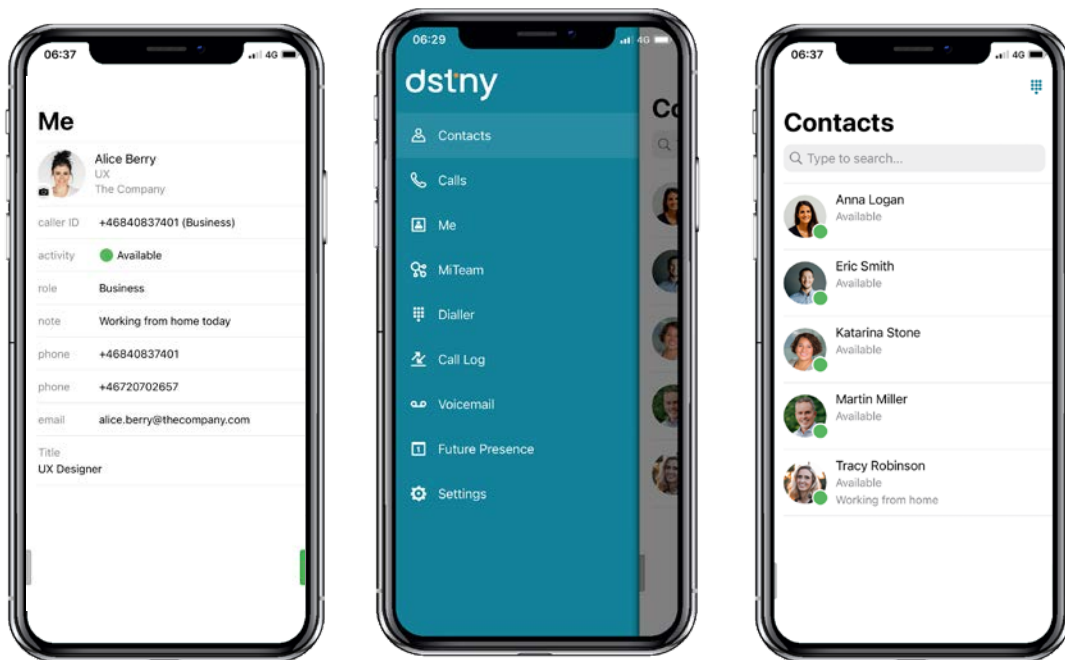 06:37
4G
Me
Alice Berry
UX
The Company
caller ID +46840837401 (Business)
activity Available
role Business
note Working from home today
phone +46840837401
phone +46720702657
email alice.berry@thecompany.com
Title
UX Designer
06:29
4G
dstny
Contacts
Calls
Me
MiTeam
Dialler
Call Log
Voicemail
1 Future Presence
Settings
Co
06:37
4G
Contacts
Type to search...
Anna Logan
Available
Eric Smith
Available
Katarina Stone
Available
Martin Miller
Available
Tracy Robinson
Available
Working from home